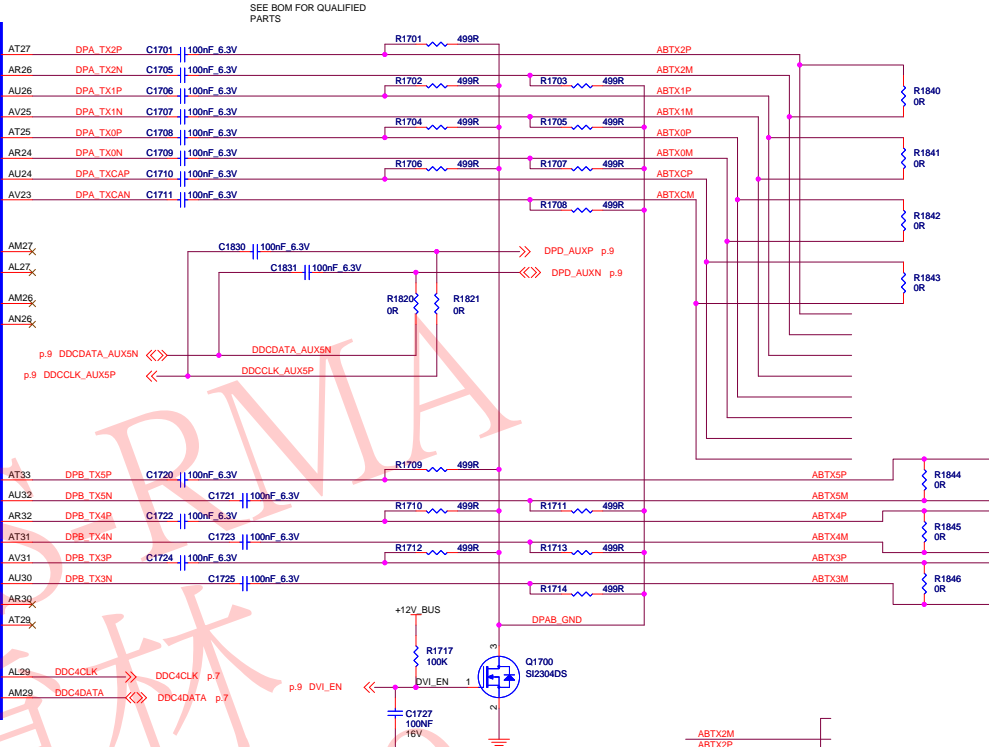 SEE BOM FOR QUALIFIED
PARTS
R1701 499R
AT27 DPA_TX2P C1701 100nF_6.3V ABTX2P
AR26 DPA_TX2N C1705 100nF_6.3V ABTX2M
R1702 499R R1703 499R
AU26 DPA_TX1P C1706 100nF_6.3V ABTX1P
R1840
0R
AV25 DPA_TX1N C1707 100nF_6.3V ABTX1M
R1704 499R R1705 499R
AT25 DPA_TX0P C1708 100nF_6.3V ABTX0P
AR24 DPA_TX0N C1709 100nF_6.3V ABTX0M
R1841
0R
R1706 499R R1707 499R
AU24 DPA_TXCAP C1710 100nF_6.3V ABTXCP
AV23 DPA_TXCAN C1711 100nF_6.3V ABTXCM
R1708 499R
R1842
0R
AM27 C1830 100nF_6.3V DPD_AUXP p.9
AL27 C1831 100nF_6.3V DPD_AUXN p.9
R1843
0R
AM26 R1820 R1821
0R 0R
AN26
p.9 DDCDATA_AUX5N DDCDATA_AUX5N
p.9 DDCCLK_AUX5P DDCCLK_AUX5P
S-RMA
R1709 499R
AT33 DPB_TX5P C1720 100nF_6.3V ABTX5P
R1844
0R
AU32 DPB_TX5N C1721 100nF_6.3V ABTX5M
R1710 499R R1711 499R
AR32 DPB_TX4P C1722 100nF_6.3V ABTX4P
R1845
0R
AT31 DPB_TX4N C1723 100nF_6.3V ABTX4M
R1712 499R R1713 499R
AV31 DPB_TX3P C1724 100nF_6.3V ABTX3P
AU30 DPB_TX3N C1725 100nF_6.3V ABTX3M
R1846
0R
R1714 499R
AR30
AT29
+12V_BUS
DPAB_GND
R1717
100K
3
Q1700
SI2304DS
AL29 DDC4CLK DDC4CLK p.7
p.9 DVI_EN DVI_EN 1
AM29 DDC4DATA DDC4DATA p.7
2
C1727
100NF
16V
林
ABTX2M
ABTX2P